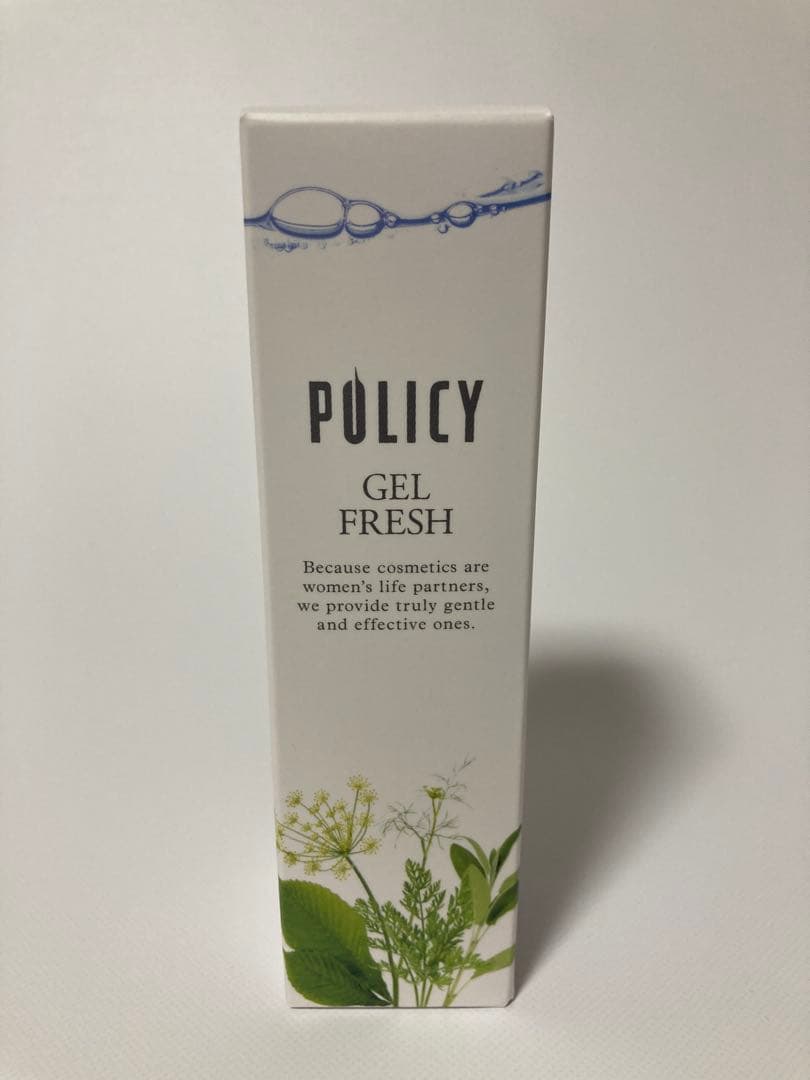 POLICY
GEL
FRESH
Because cosmetics are
women's life partners,
we provide truly gentle
and effective ones.